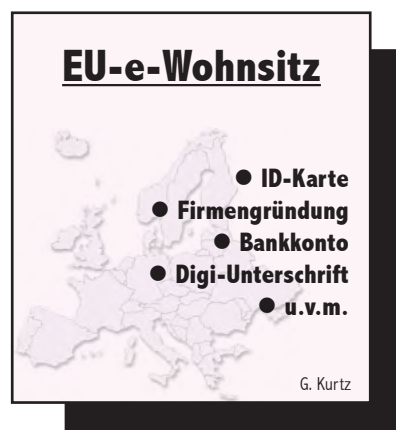 EU-e-Wohnsitz
● ID-Karte
● Firmengründung
● Bankkonto
● Digi-Unterschrift
● u.v.m.
G. Kurtz